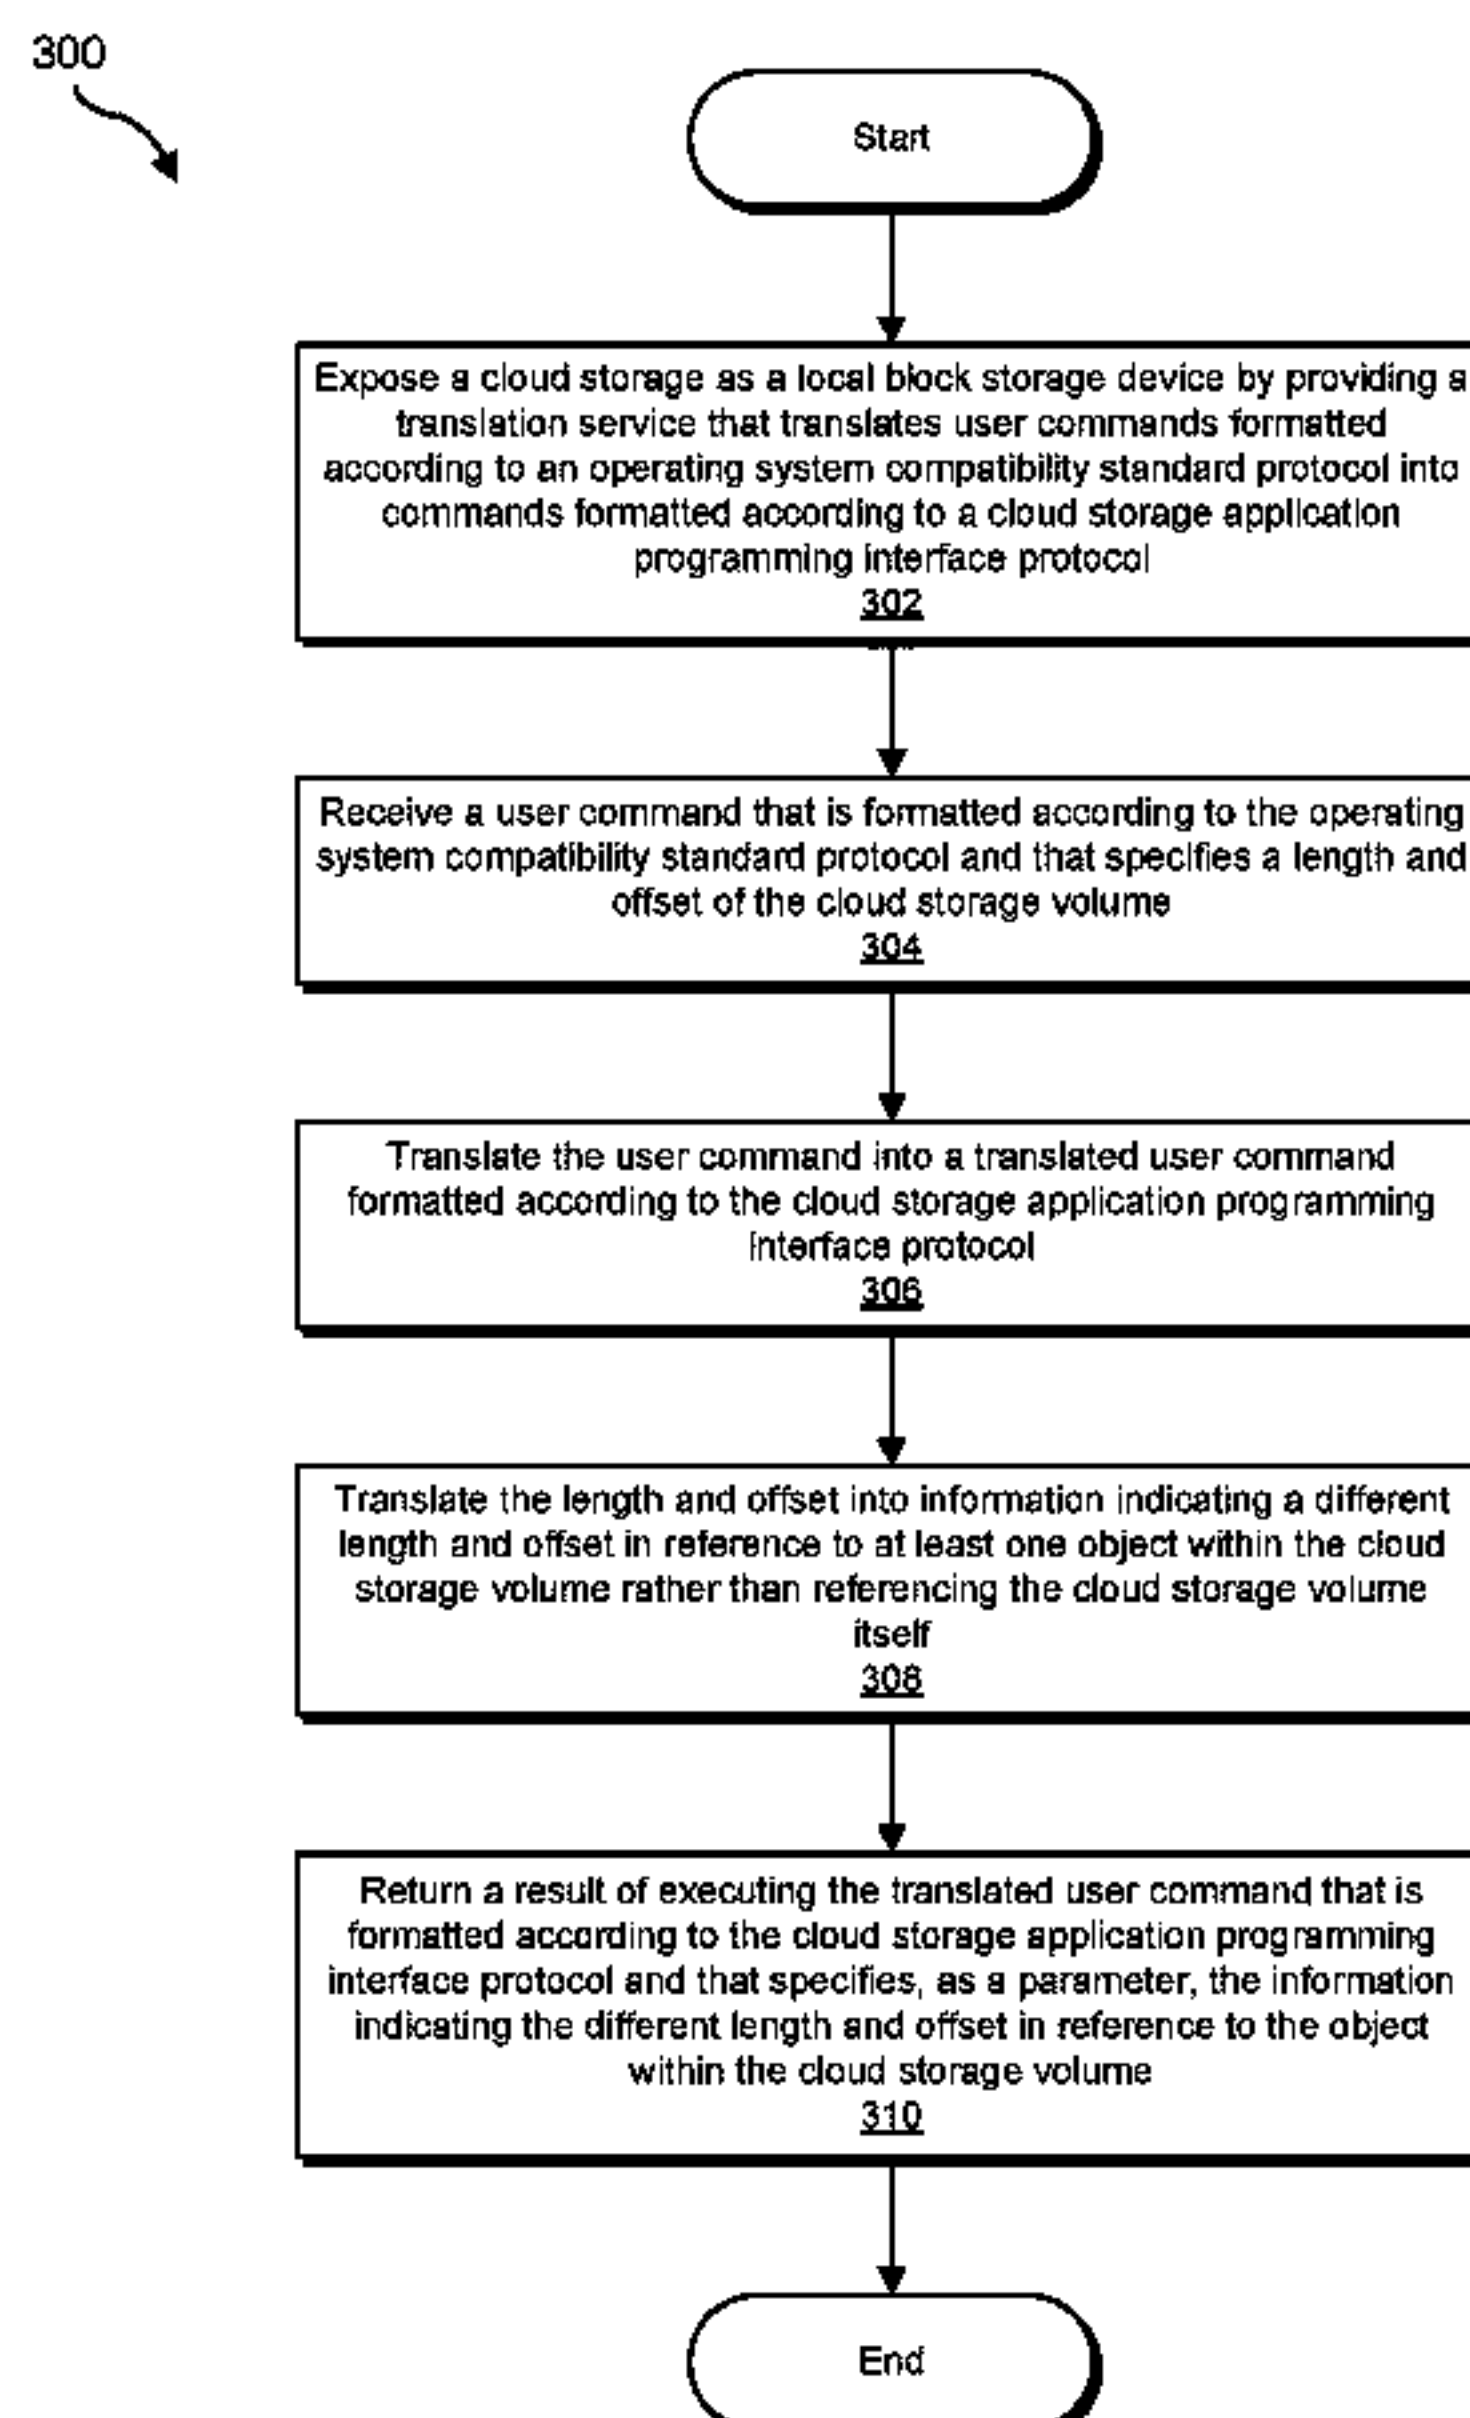 300
Start
Expose a cloud storage as a local block storage device by providing a
translation service that translates user commands formatted
according to an operating system compatibility standard protocol into
commands formatted according to a cloud storage application
programming interface protocol
302
Receive a user command that is formatted according to the operating
system compatibility standard protocol and that specifies a length and
offset of the cloud storage volume
304
Translate the user command into a translated user command
formatted according to the cloud storage application programming
interface protocol
306
Translate the length and offset into information indicating a different
length and offset in reference to at least one object within the cloud
storage volume rather than referencing the cloud storage volume
itself
308
Return a result of executing the translated user command that is
formatted according to the cloud storage application programming
interface protocol and that specifies, as a parameter, the information
indicating the different length and offset in reference to the object
within the cloud storage volume
310
End